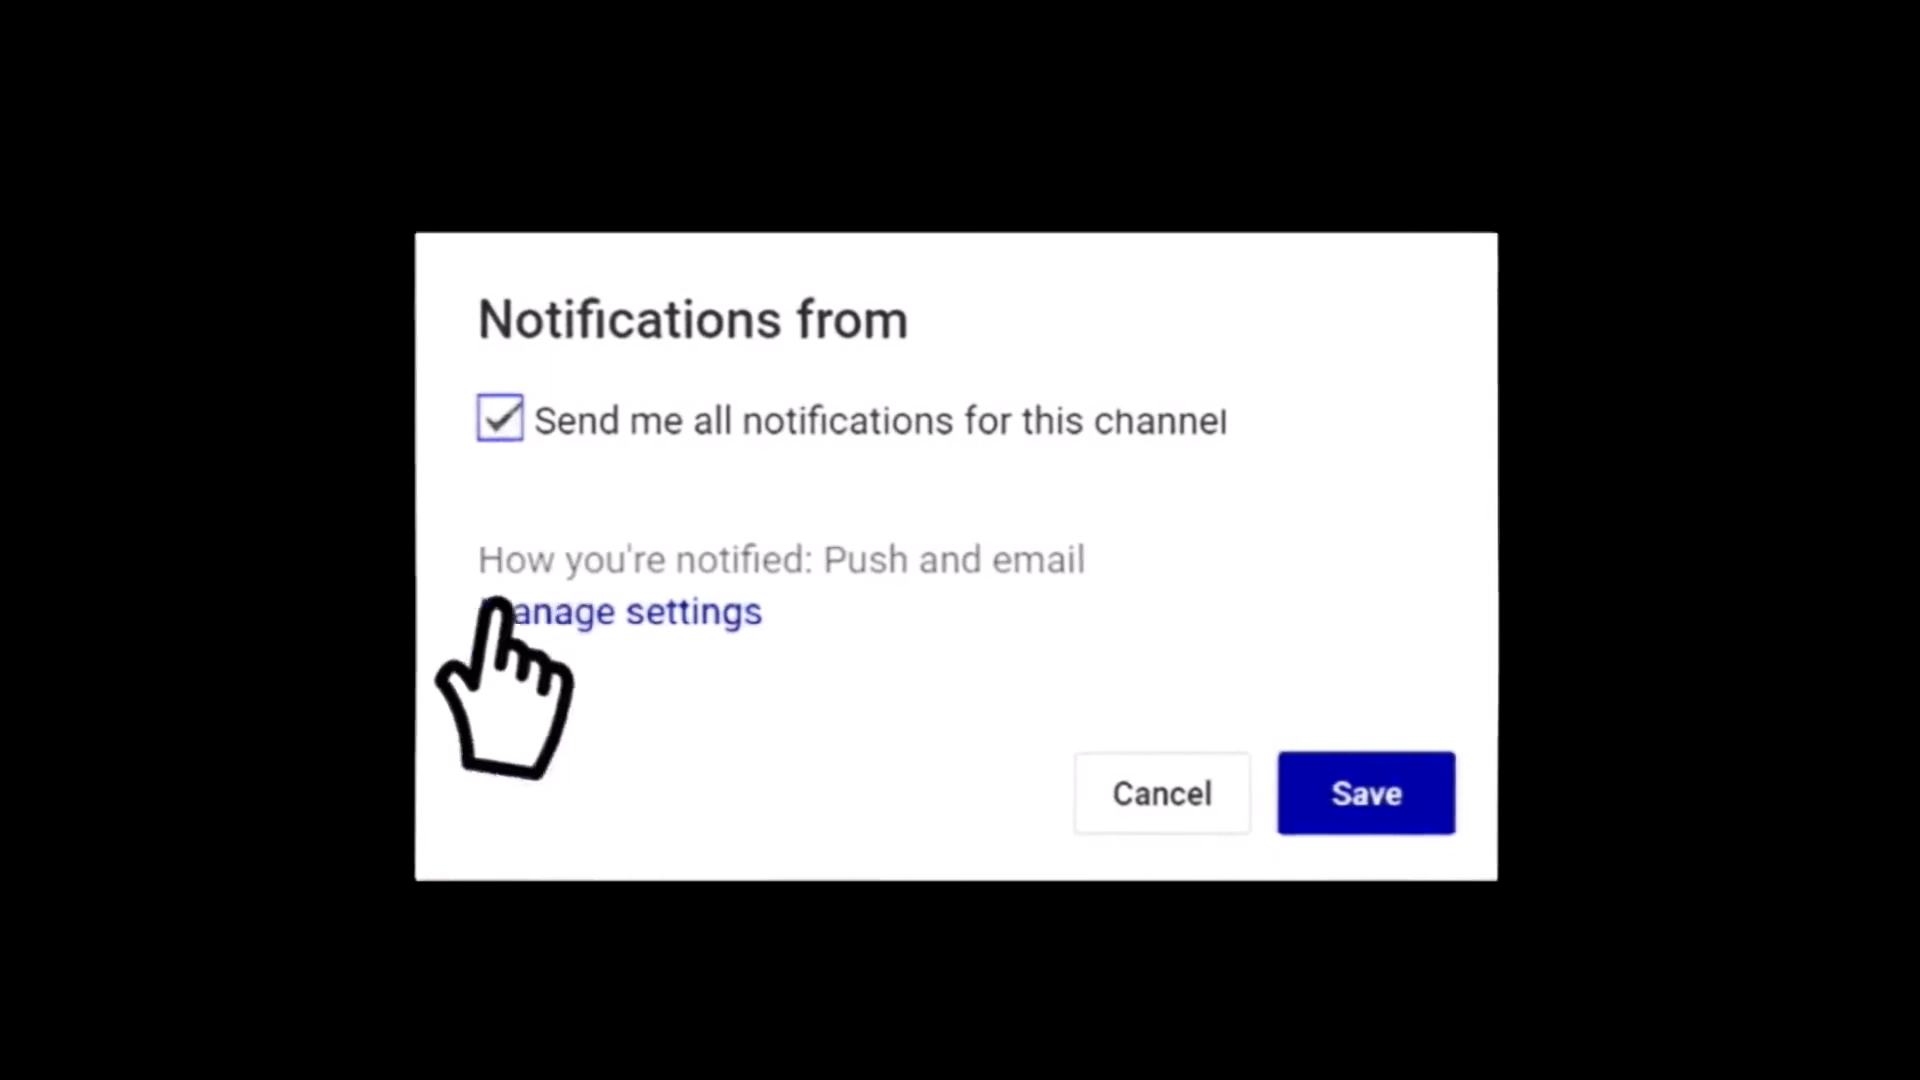 Notifications from
Send me all notifications for this channel
How you're notified: Push and email
anage settings
Cancel
Save